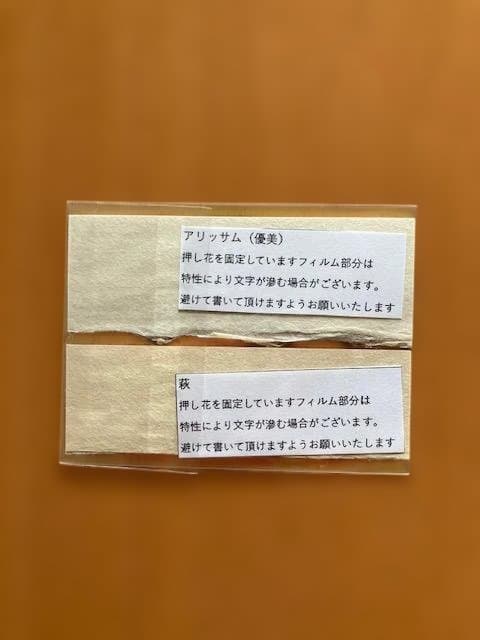 アリッサム（優美）
押し花を固定していますフィルム部分は
特性により文字が滲む場合がございます。
避けて書いて頂けますようお願いいたします
萩
押し花を固定していますフィルム部分は
特性により文字が滲む場合がございます。
避けて書いて頂けますようお願いいたします